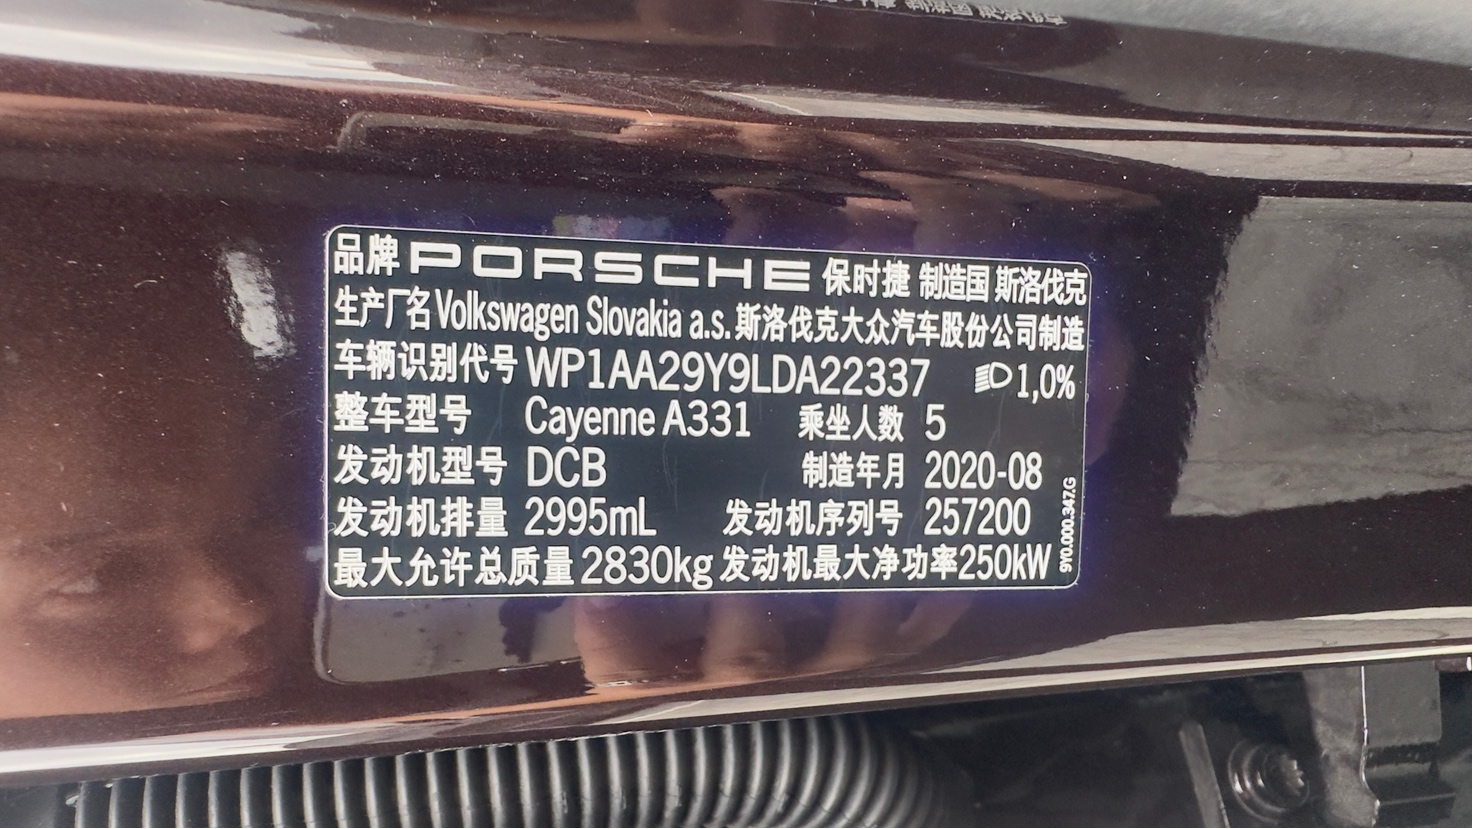 品牌 PORSCHE 保时捷 制造国 斯洛伐克
生产厂名 Volkswagen Slovakia a.s. 斯洛伐克大众汽车股份公司制造
车辆识别代号 WP1AA29Y9LDA22337 1,0%
整车型号 Cayenne A331 乘坐人数 5
发动机型号 DCB 制造年月 2020-08
发动机排量 2995mL 发动机序列号 257200
最大允许总质量 2830kg 发动机最大净功率 250kW
9Y0.000.347.G